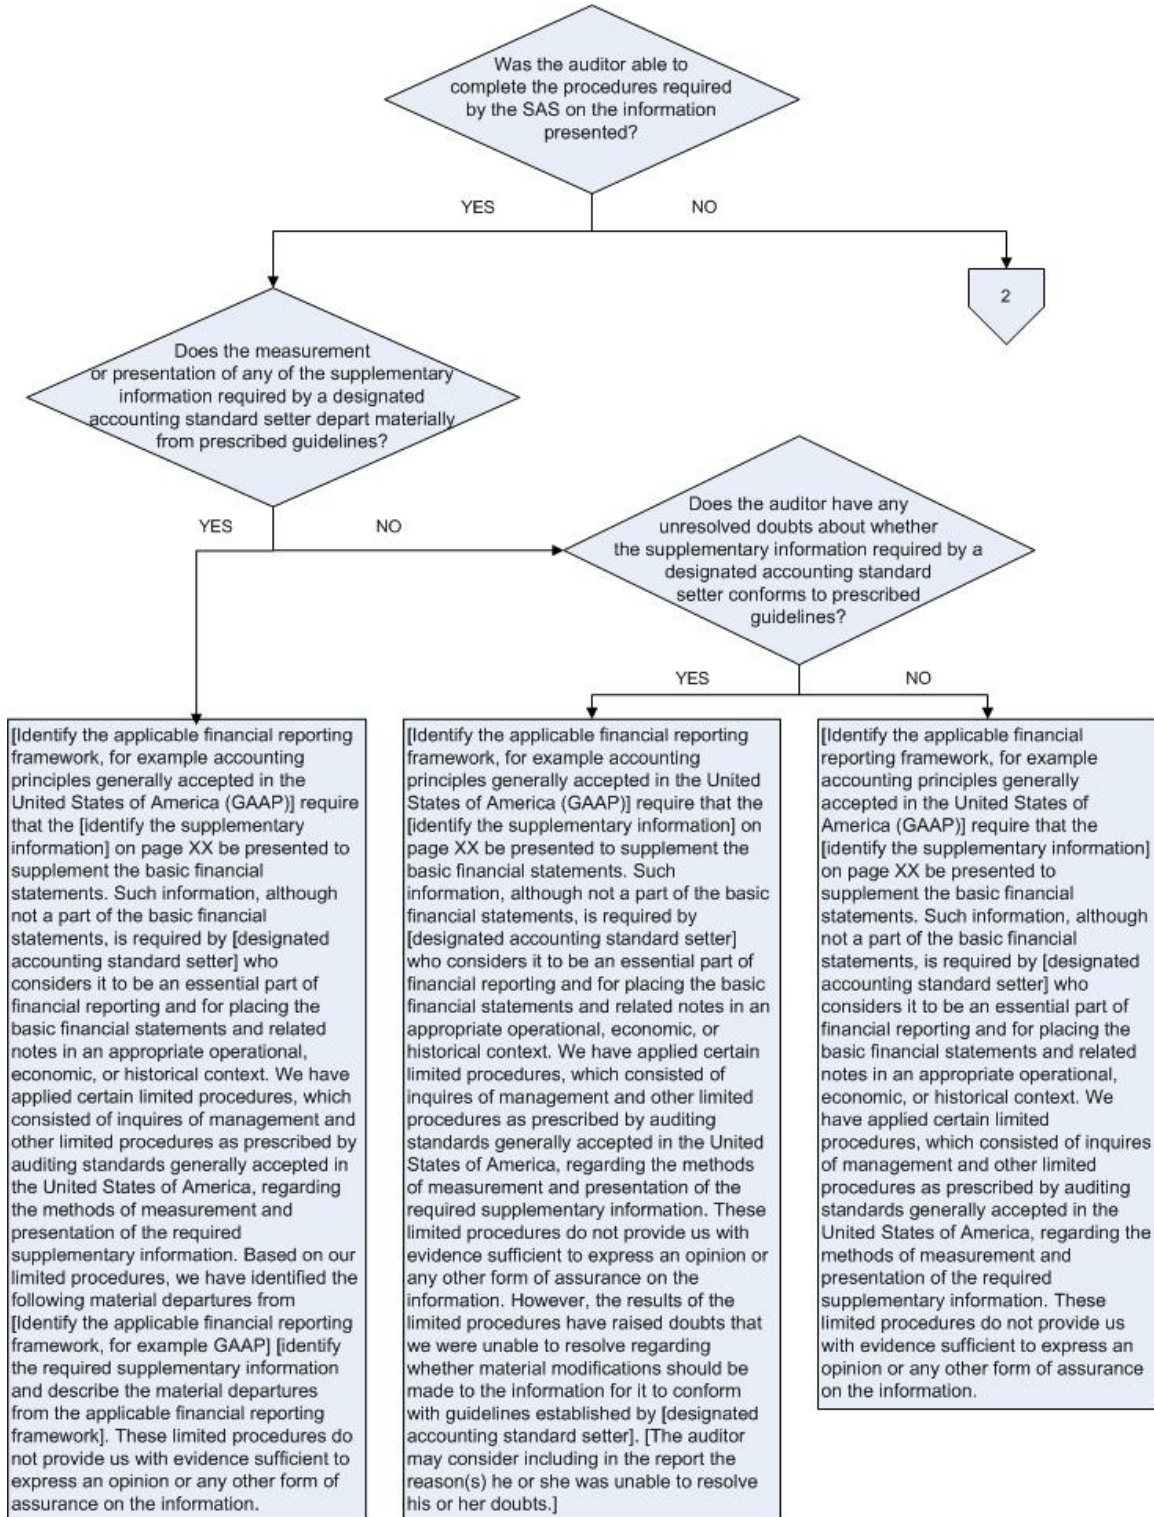 Was the auditor able to
complete the procedures required
by the SAS on the information
presented?
YES
NO
2
Does the measurement
or presentation of any of the supplementary
information required by a designated
accounting standard setter depart materially
from prescribed guidelines?
YES
NO
Does the auditor have any
unresolved doubts about whether
the supplementary information required by a
designated accounting standard
setter conforms to prescribed
guidelines?
YES
NO
[Identify the applicable financial reporting
framework, for example accounting
principles generally accepted in the
United States of America (GAAP)] require
that the [identify the supplementary
information] on page XX be presented to
supplement the basic financial
statements. Such information, although
not a part of the basic financial
statements, is required by [designated
accounting standard setter] who
considers it to be an essential part of
financial reporting and for placing the
basic financial statements and related
notes in an appropriate operational,
economic, or historical context. We have
applied certain limited procedures, which
consisted of inquires of management and
other limited procedures as prescribed by
auditing standards generally accepted in
the United States of America, regarding
the methods of measurement and
presentation of the required
supplementary information. Based on our
limited procedures, we have identified the
following material departures from
[Identify the applicable financial reporting
framework, for example GAAP] [identify
the required supplementary information
and describe the material departures
from the applicable financial reporting
framework]. These limited procedures do
not provide us with evidence sufficient to
express an opinion or any other form of
assurance on the information.
[Identify the applicable financial reporting
framework, for example accounting
principles generally accepted in the United
States of America (GAAP)] require that the
[identify the supplementary information] on
page XX be presented to supplement the
basic financial statements. Such
information, although not a part of the basic
financial statements, is required by
[designated accounting standard setter]
who considers it to be an essential part of
financial reporting and for placing the basic
financial statements and related notes in an
appropriate operational, economic, or
historical context. We have applied certain
limited procedures, which consisted of
inquires of management and other limited
procedures as prescribed by auditing
standards generally accepted in the United
States of America, regarding the methods
of measurement and presentation of the
required supplementary information. These
limited procedures do not provide us with
evidence sufficient to express an opinion or
any other form of assurance on the
information. However, the results of the
limited procedures have raised doubts that
we were unable to resolve regarding
whether material modifications should be
made to the information for it to conform
with guidelines established by [designated
accounting standard setter]. [The auditor
may consider including in the report the
reason(s) he or she was unable to resolve
his or her doubts.]
[Identify the applicable financial
reporting framework, for example
accounting principles generally
accepted in the United States of
America (GAAP)] require that the
[identify the supplementary information]
on page XX be presented to
supplement the basic financial
statements. Such information, although
not a part of the basic financial
statements, is required by [designated
accounting standard setter] who
considers it to be an essential part of
financial reporting and for placing the
basic financial statements and related
notes in an appropriate operational,
economic, or historical context. We
have applied certain limited
procedures, which consisted of inquires
of management and other limited
procedures as prescribed by auditing
standards generally accepted in the
United States of America, regarding the
methods of measurement and
presentation of the required
supplementary information. These
limited procedures do not provide us
with evidence sufficient to express an
opinion or any other form of assurance
on the information.